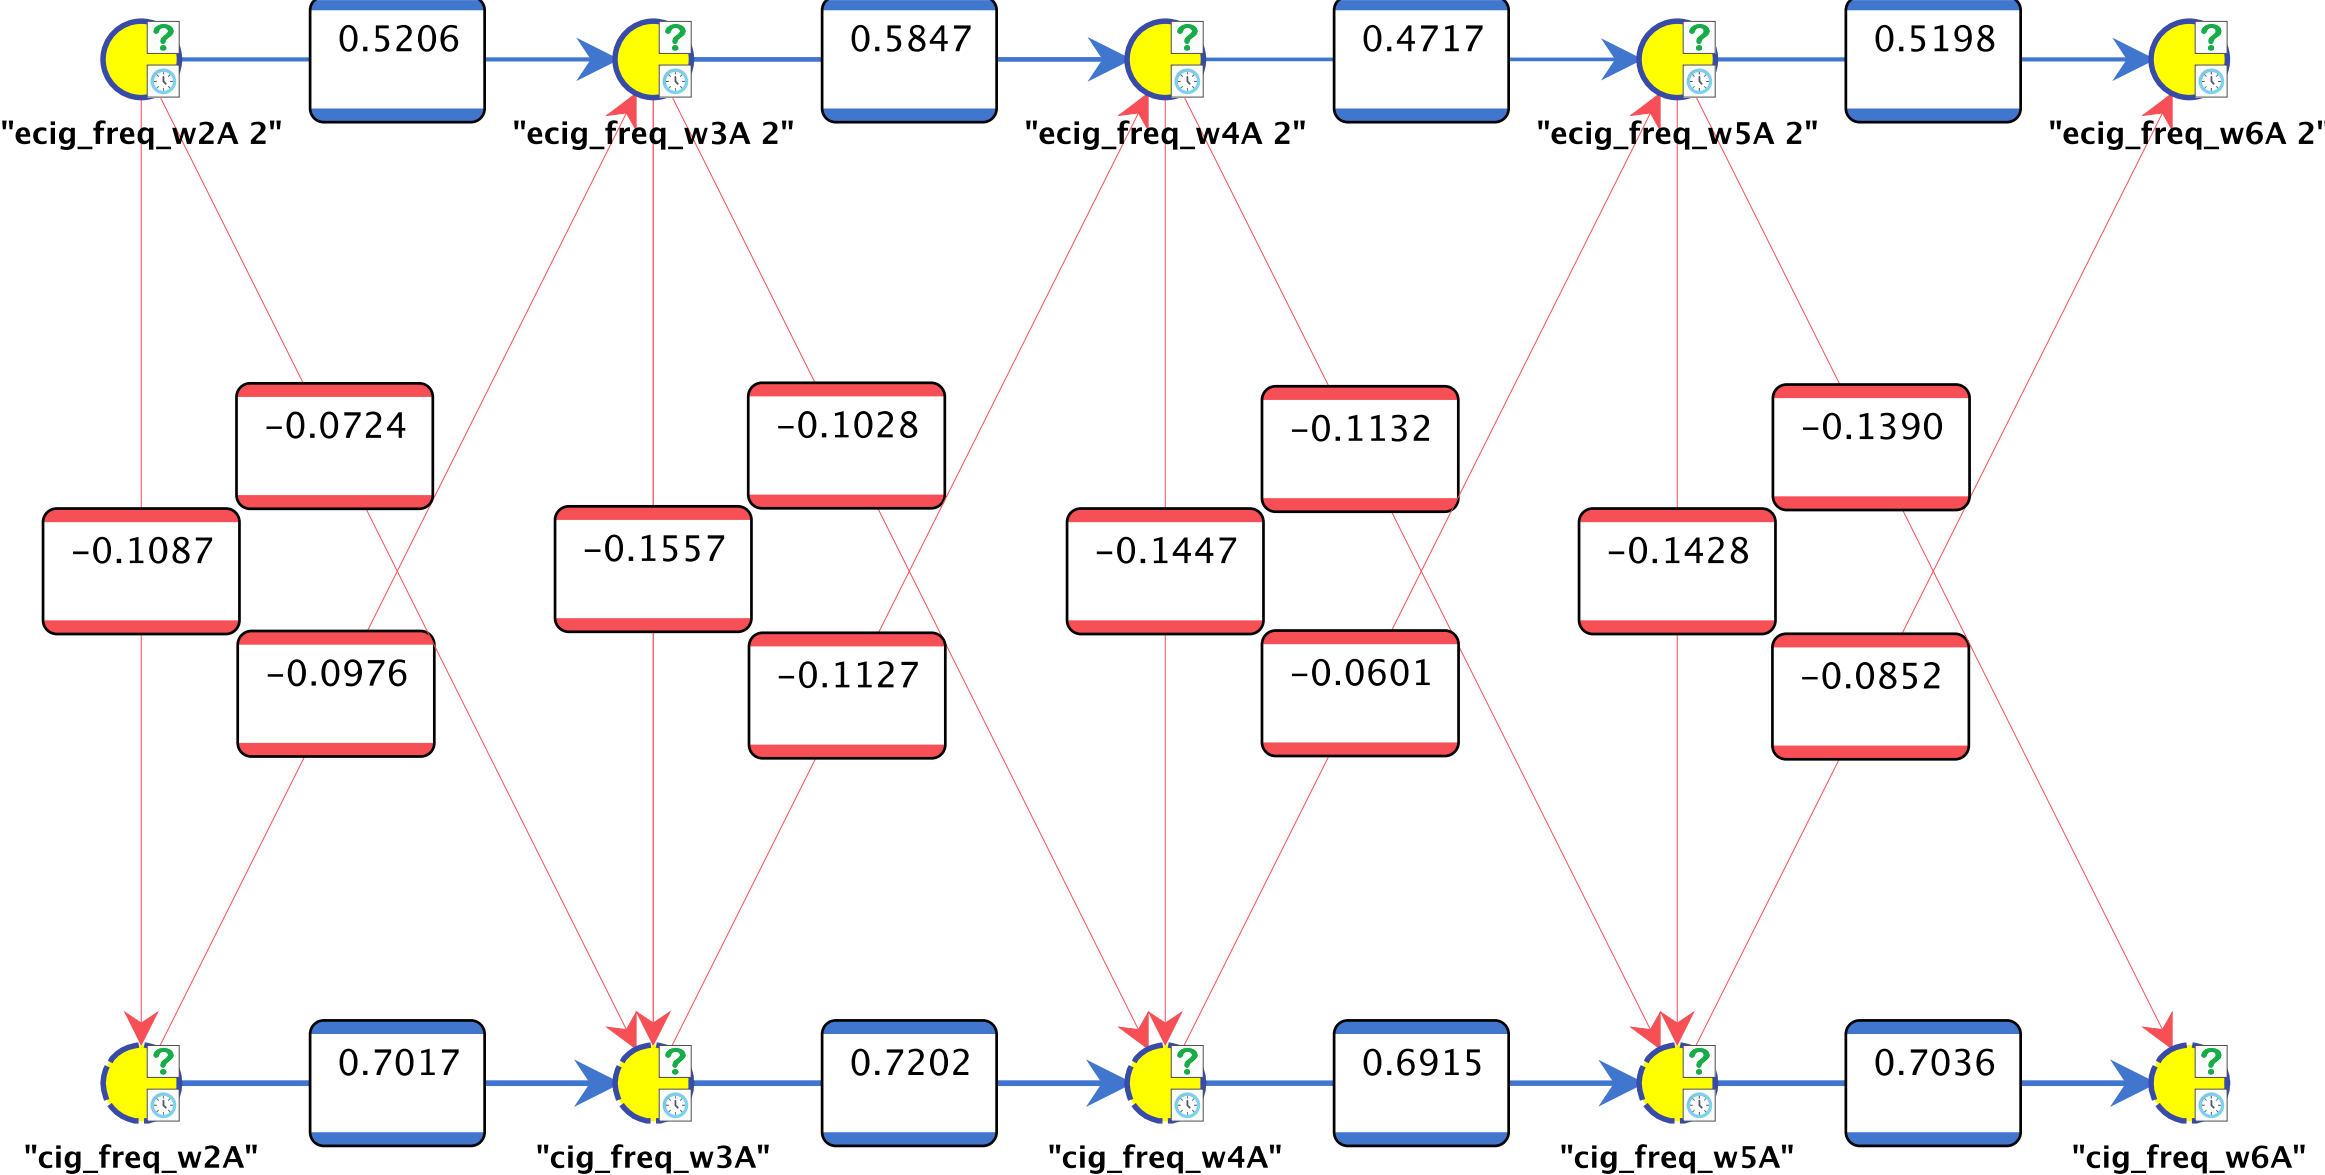 0.5206
0.5847
0.4717
0.5198
? ? ? ? ?
"ecig_freq_w2A 2"
"ecig_freq_w3A 2"
"ecig_freq_w4A 2"
"ecig_freq_w5A 2"
"ecig_freq_w6A 2"
-0.0724
-0.1028
-0.1132
-0.1390
-0.1087
-0.1557
-0.1447
-0.1428
-0.0976
-0.1127
-0.0601
-0.0852
? ? ? ? ?
0.7017
0.7202
0.6915
0.7036
"cig_freq_w2A"
"cig_freq_w3A"
"cig_freq_w4A"
"cig_freq_w5A"
"cig_freq_w6A"